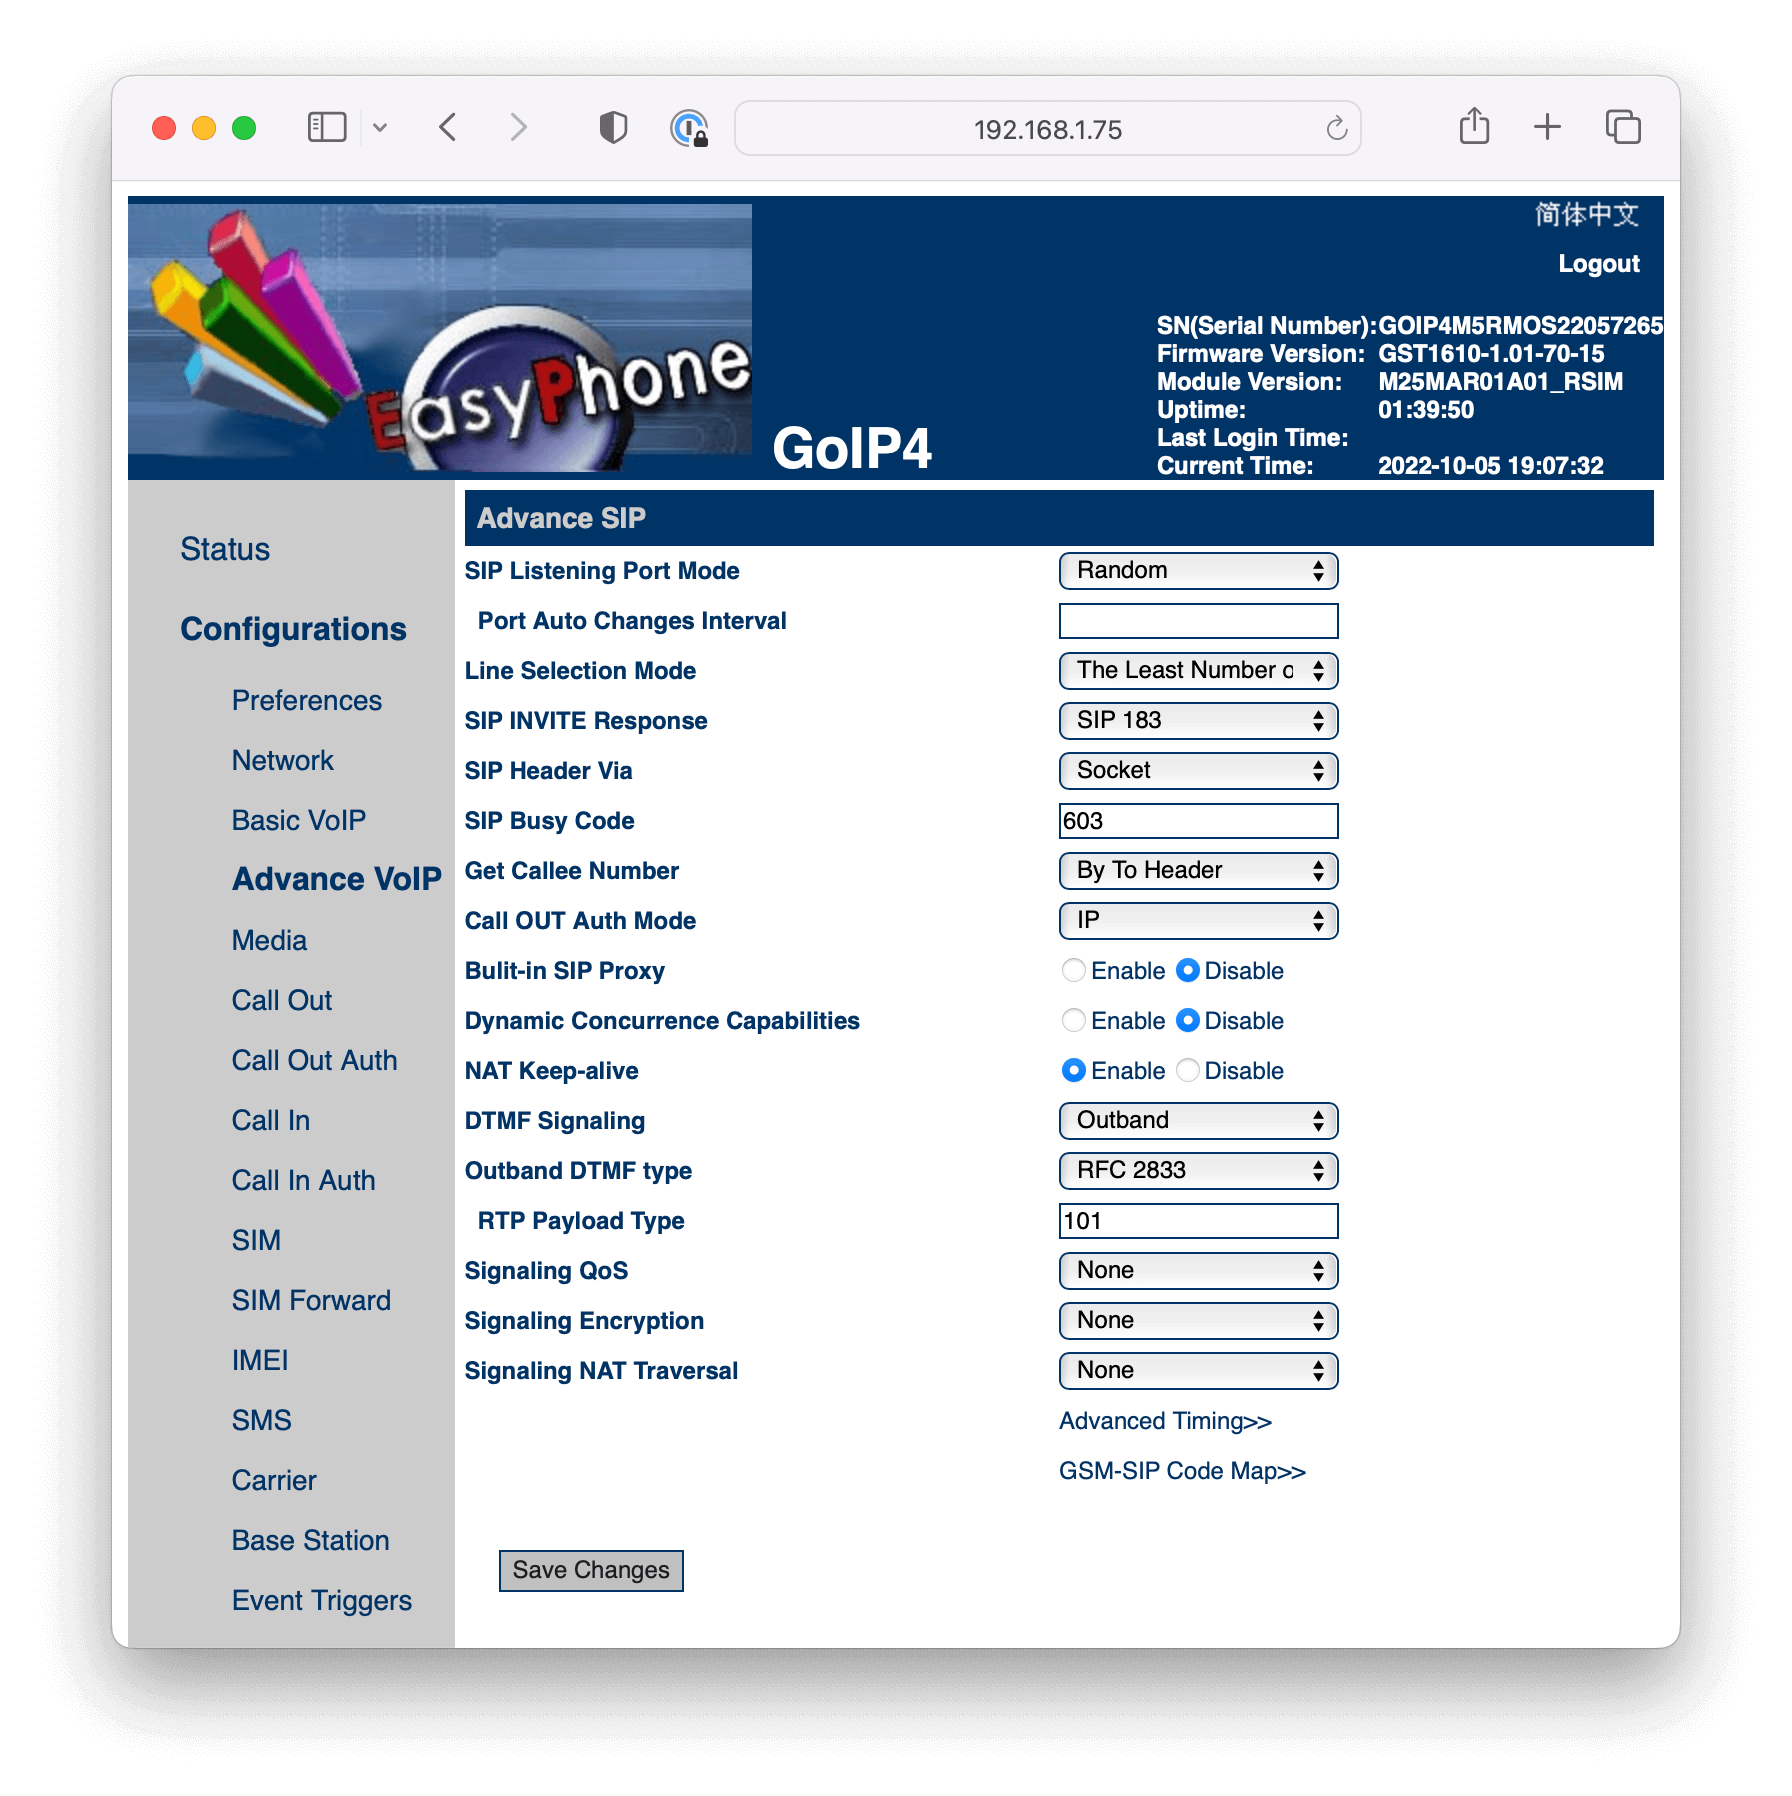 192.168.1.75
简体中文
Logout
EasyPhone
GoIP4
SN(Serial Number):GOIP4M5RMOS22057265
Firmware Version: GST1610-1.01-70-15
Module Version: M25MAR01A01_RSIM
Uptime: 01:39:50
Last Login Time:
Current Time: 2022-10-05 19:07:32
Status
Configurations
Preferences
Network
Basic VoIP
Advance VoIP
Media
Call Out
Call Out Auth
Call In
Call In Auth
SIM
SIM Forward
IMEI
SMS
Carrier
Base Station
Event Triggers
Advance SIP
SIP Listening Port Mode Random
Port Auto Changes Interval
Line Selection Mode The Least Number o
SIP INVITE Response SIP 183
SIP Header Via Socket
SIP Busy Code 603
Get Callee Number By To Header
Call OUT Auth Mode IP
Bulit-in SIP Proxy Enable Disable
Dynamic Concurrence Capabilities Enable Disable
NAT Keep-alive Enable Disable
DTMF Signaling Outband
Outband DTMF type RFC 2833
RTP Payload Type 101
Signaling QoS None
Signaling Encryption None
Signaling NAT Traversal None
Advanced Timing>>
GSM-SIP Code Map>>
Save Changes